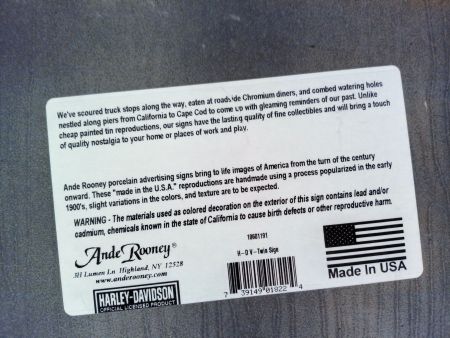 We've scoured truck stops along the way, eaten at roadside Chromium diners, and combed watering holes
nestled along piers from California to Cape Cod to come up with gleaming reminders of our past. Unlike
cheap painted tin reproductions, our signs have the lasting quality of fine collectibles and will bring a touch
of quality nostalgia to your home or places of work and play.
Ande Rooney porcelain advertising signs bring to life images of America from the turn of the century
onward. These "made in the U.S.A." reproductions are handmade using a process popularized in the early
1900's, slight variations in the colors, and texture are to be expected.
WARNING - The materials used as colored decoration on the exterior of this sign contain lead and/or
cadmium, chemicals known in the state of California to cause birth defects or other reproductive harm.
Ande Rooney®
311 Lumen Ln. Highland, NY 12528
www.anderooney.com
HARLEY-DAVIDSON
OFFICIAL LICENSED PRODUCT
10601191
H-D V-Twin Sign
7 39149 01822 4
Made In USA